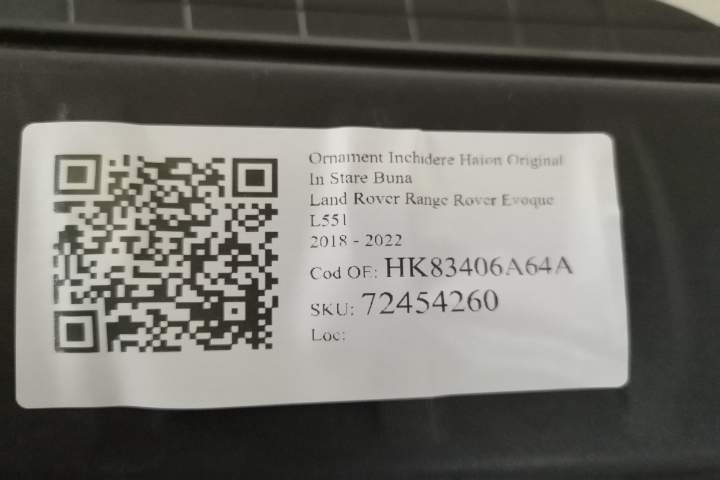 Ornament Inchidere Haion Original
In Stare Buna
Land Rover Range Rover Evoque
L551
2018 - 2022
Cod OE: HK83406A64A
SKU: 72454260
Loc: